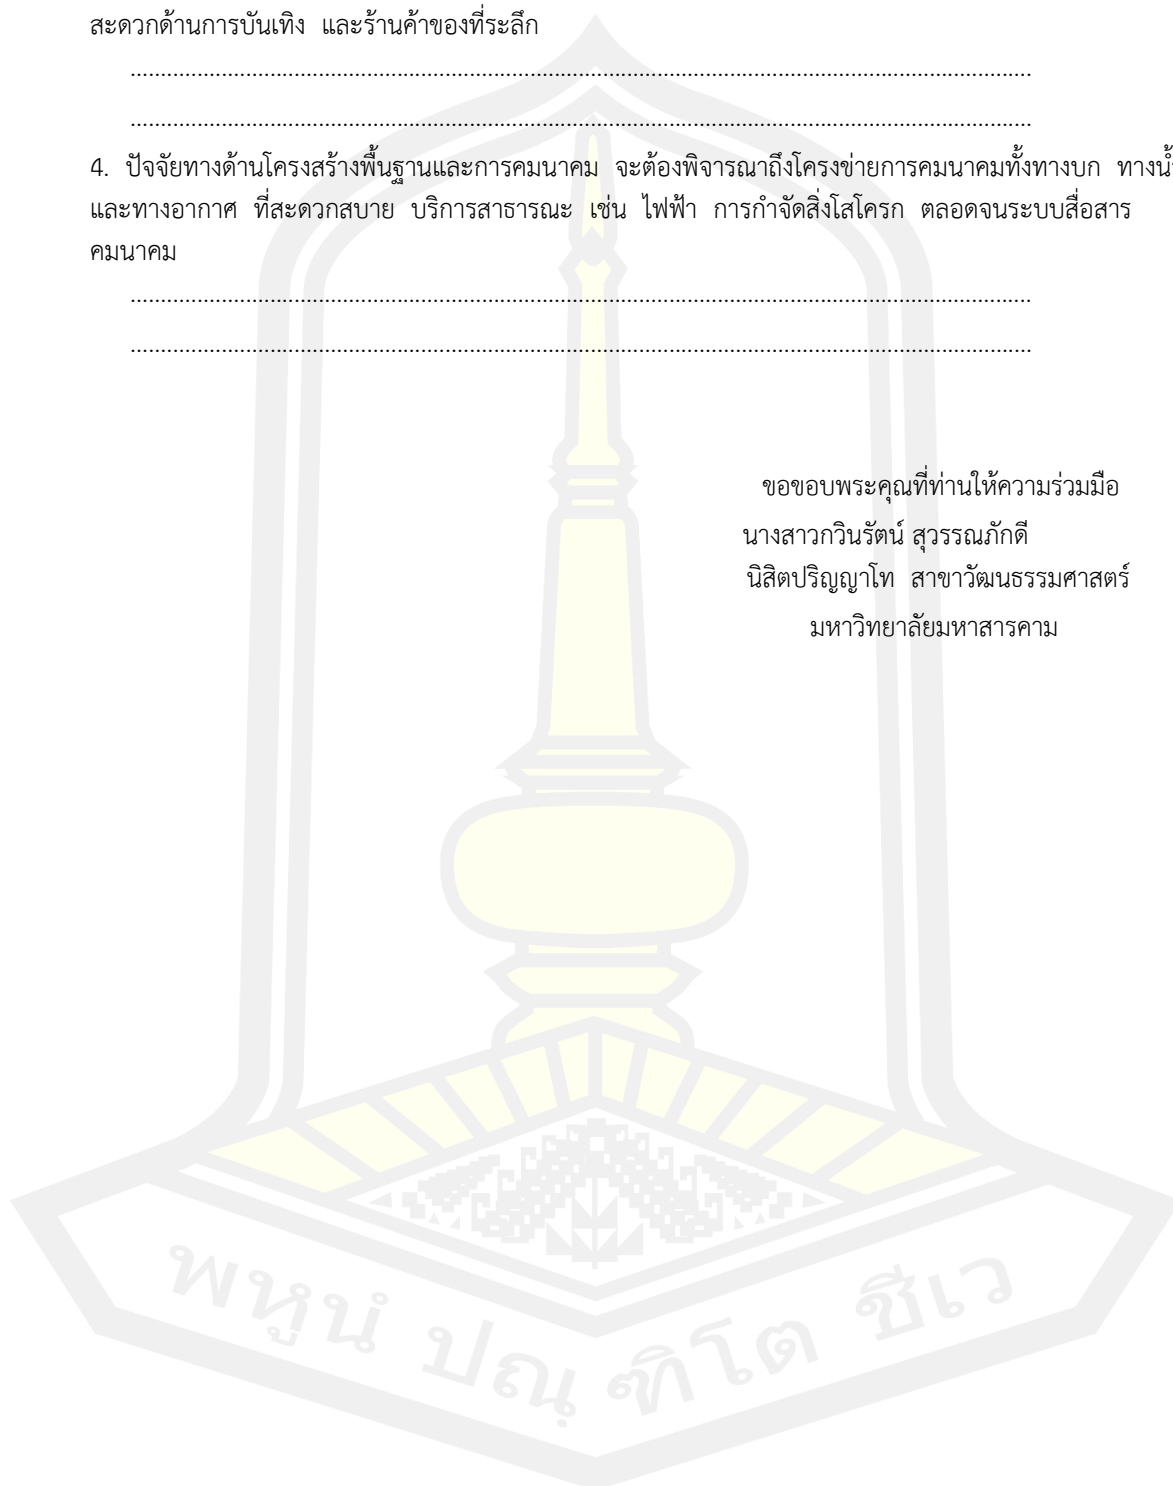 สะดวกด้านการบันเทิง และร้านค้าของที่ระลึก
......................................................................................................................................................
......................................................................................................................................................
4. ปัจจัยทางด้านโครงสร้างพื้นฐานและการคมนาคม จะต้องพิจารณาถึงโครงข่ายการคมนาคมทั้งทางบก
และทางอากาศ ที่สะดวกสบาย บริการสาธารณะ เช่น ไฟฟ้า การกำจัดสิ่งโสโครก ตลอดจนระบบสื่อสาร
คมนาคม
......................................................................................................................................................
......................................................................................................................................................
ขอขอบพระคุณที่ท่านให้ความร่วมมือ
นางสาวกวินรัตน์ สุวรรณภักดี
นิสิตปริญญาโท สาขาวัฒนธรรมศาสตร์
มหาวิทยาลัยมหาสารคาม
พหูนํ ปณฺฑิโต ชีเว